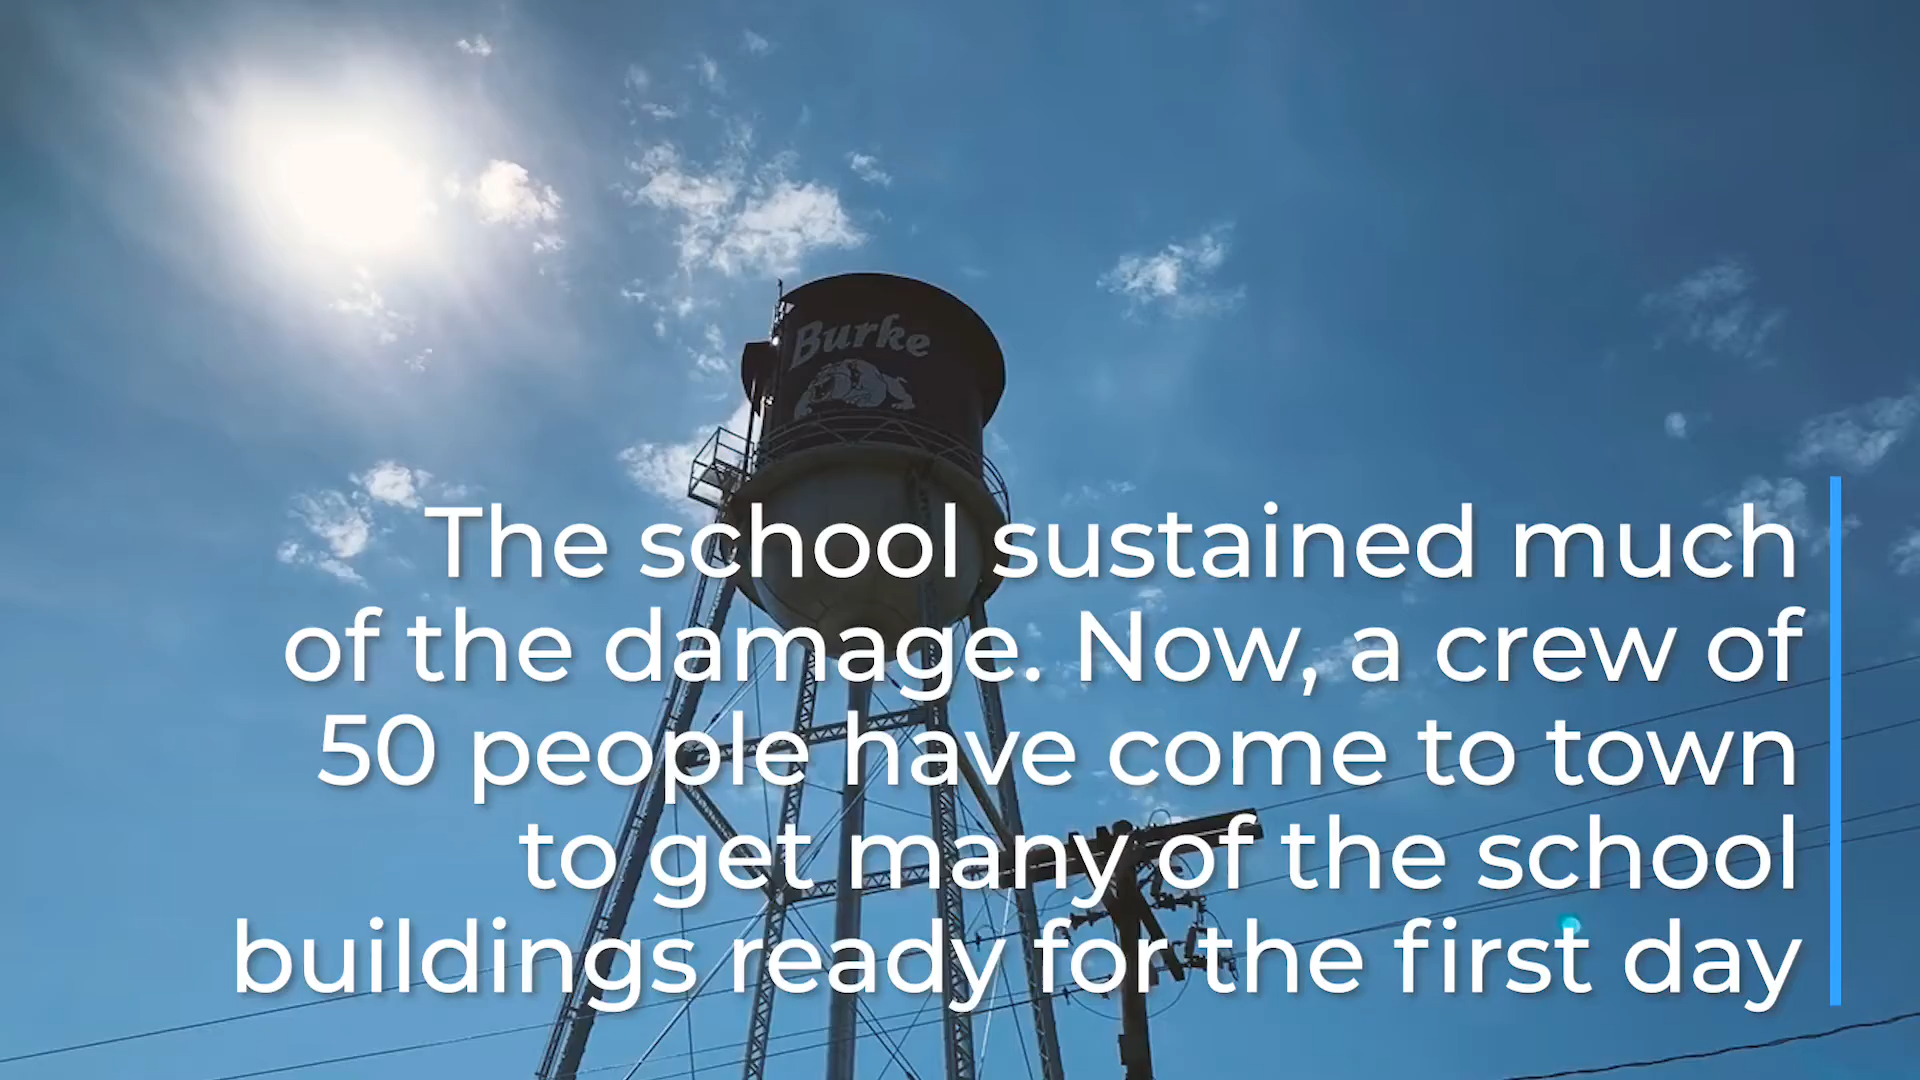 Burke
The school sustained much
of the damage. Now, a crew of
50 people have come to town
to get many of the school
buildings ready for the first day